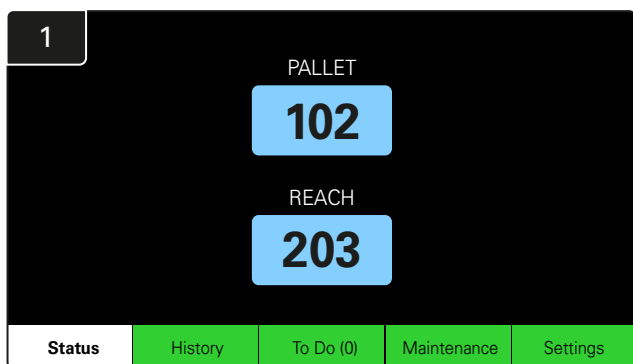 1
PALLET
102
REACH
203
Status History To Do (0) Maintenance Settings